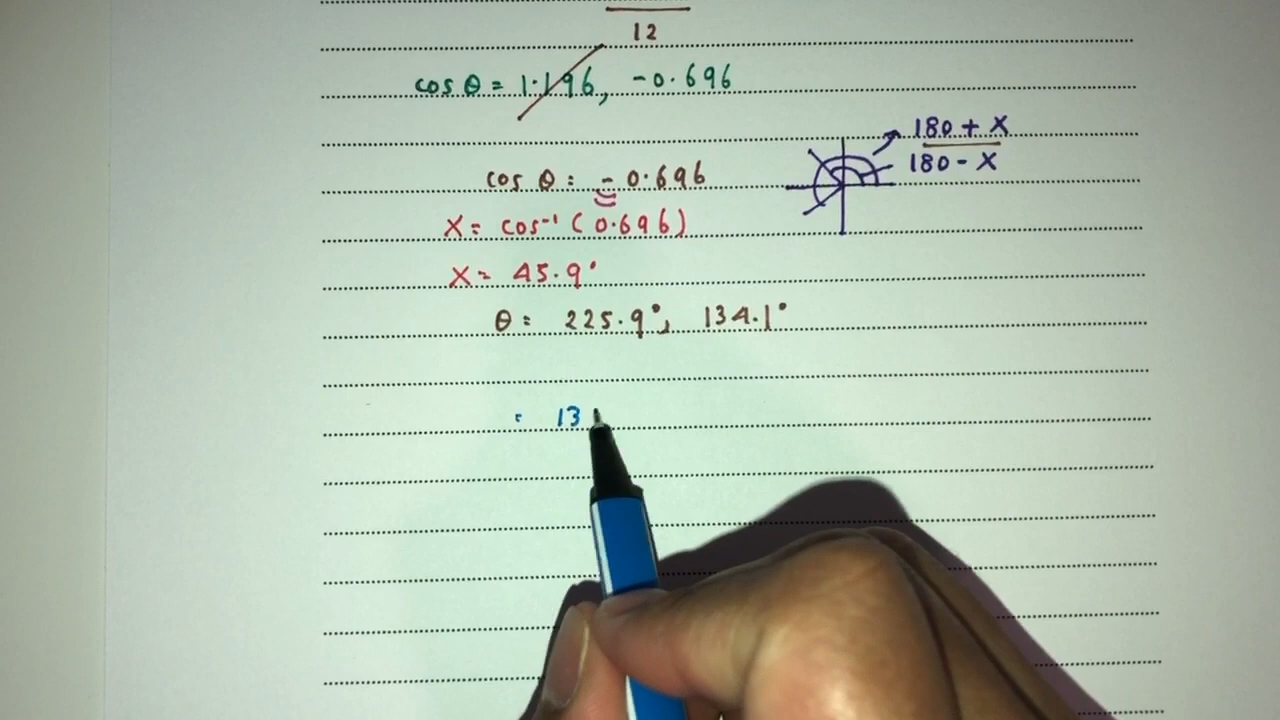 12
cos θ = 1.196, -0.696
180 + X
180 - X
cos θ = -0.696
X = cos⁻¹ (0.696)
X = 45.9°
θ = 225.9°, 134.1°
= 13